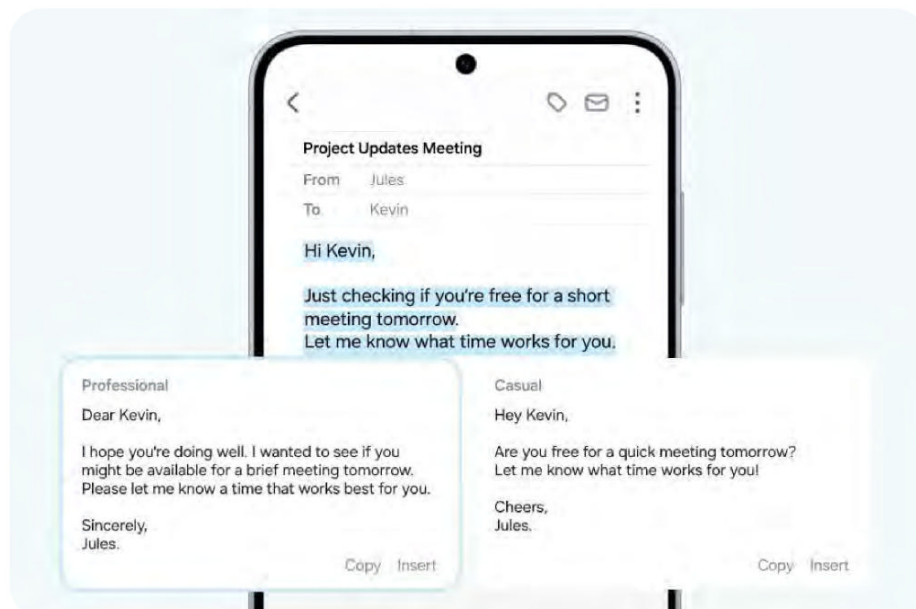 Project Updates Meeting
From Jules
To Kevin
Hi Kevin,
Just checking if you're free for a short
meeting tomorrow.
Let me know what time works for you.
Professional
Dear Kevin,
I hope you're doing well. I wanted to see if you
might be available for a brief meeting tomorrow.
Please let me know a time that works best for you.
Sincerely,
Jules.
Copy Insert
Casual
Hey Kevin,
Are you free for a quick meeting tomorrow?
Let me know what time works for you!
Cheers,
Jules.
Copy Insert